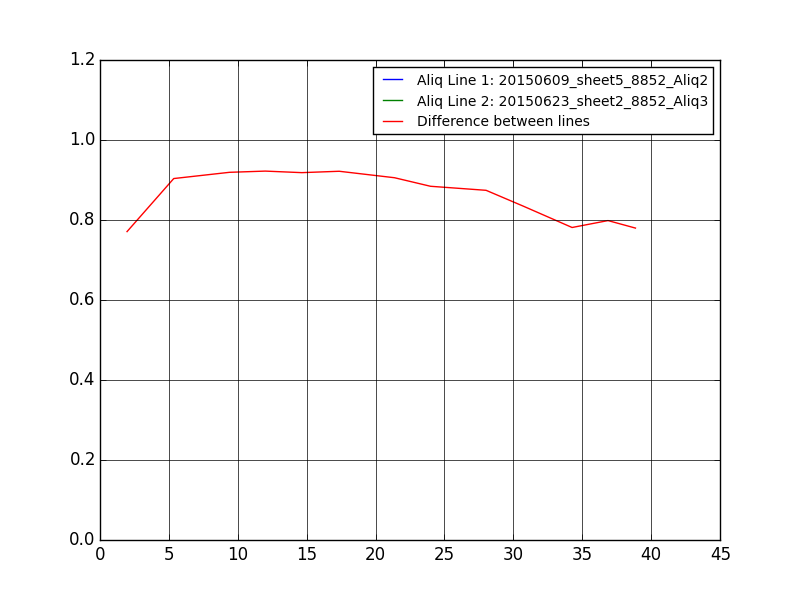 1.2
1.0
0.8
0.6
0.4
0.2
0.0
0 5 10 15 20 25 30 35 40 45
Aliq Line 1: 20150609_sheet5_8852_Aliq2
Aliq Line 2: 20150623_sheet2_8852_Aliq3
Difference between lines